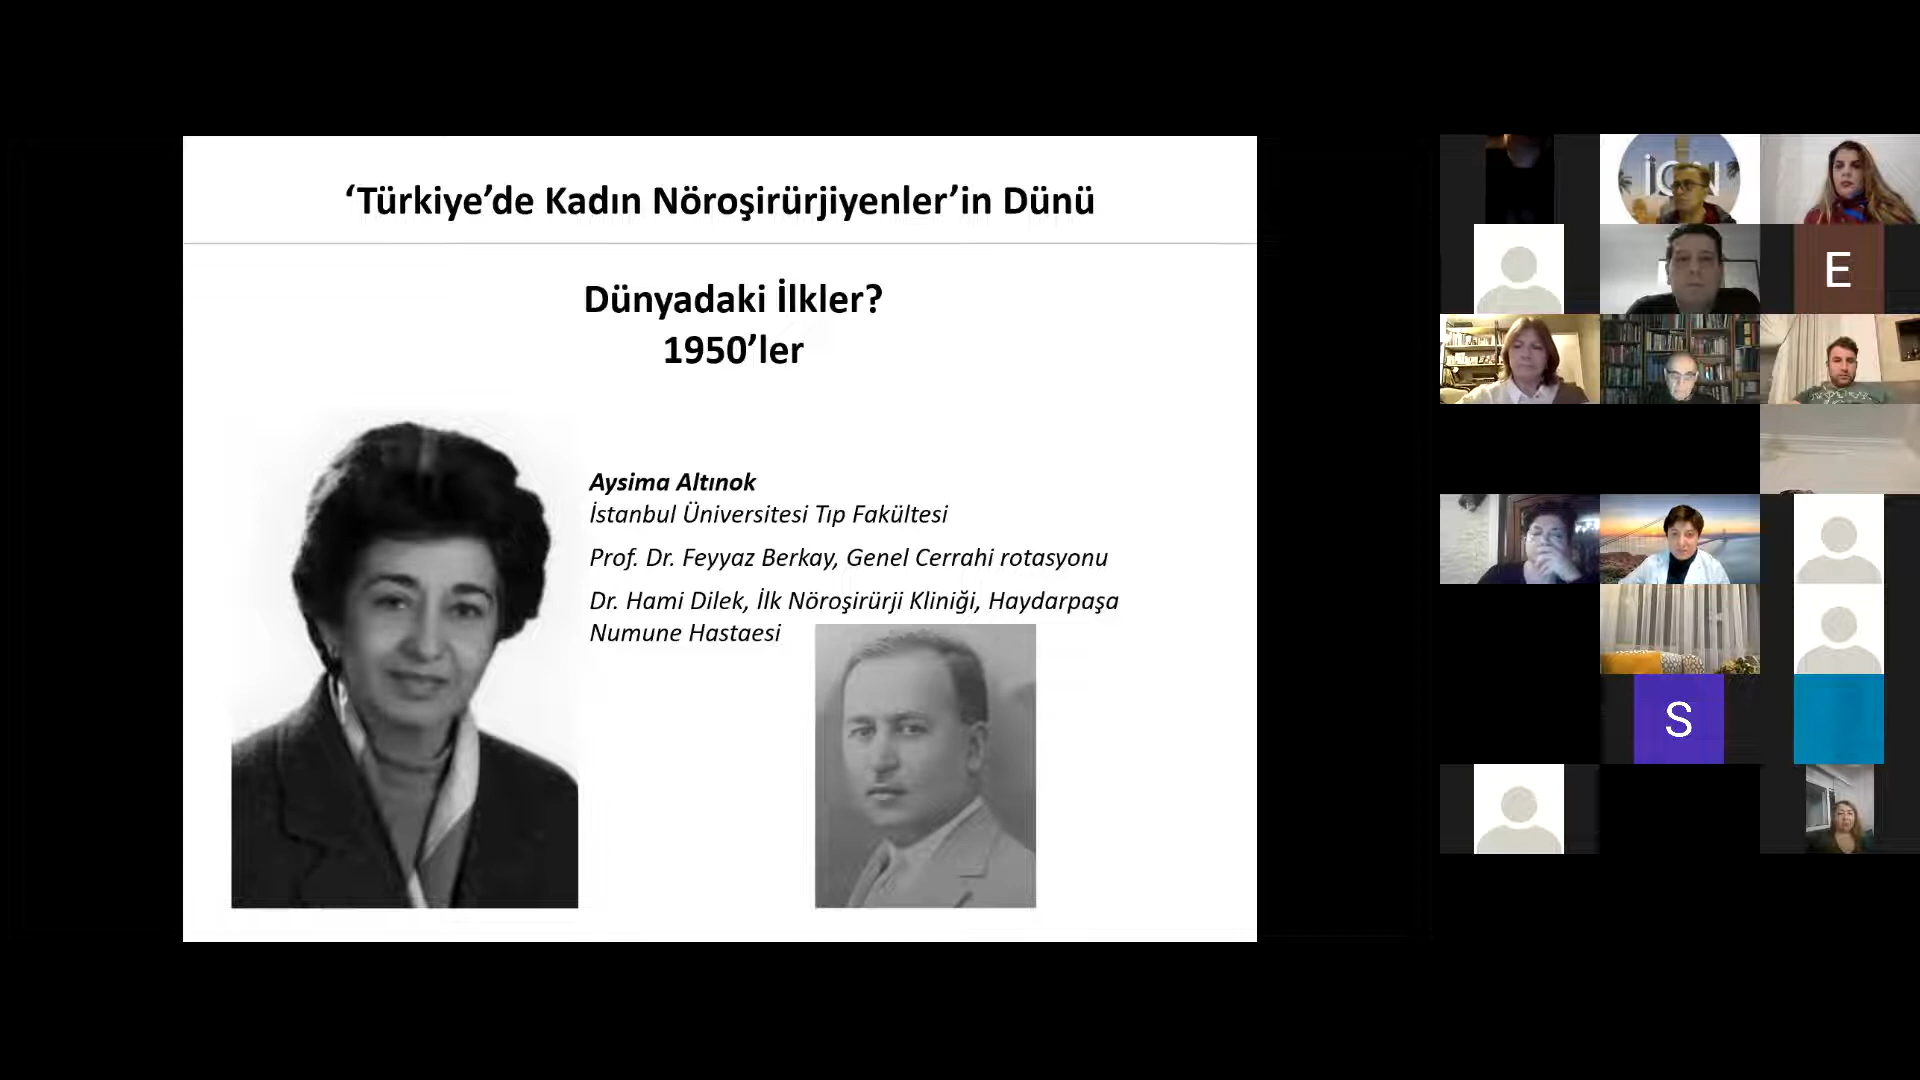 ‘Türkiye’de Kadın Nöroşirürjiyenler’in Dünü
Dünyadaki İlkler?
1950’ler
Aysima Altınok
İstanbul Üniversitesi Tıp Fakültesi
Prof. Dr. Feyyaz Berkay, Genel Cerrahi rotasyonu
Dr. Hami Dilek, İlk Nöroşirürji Kliniği, Haydarpaşa
Numune Hastaesi
E
S